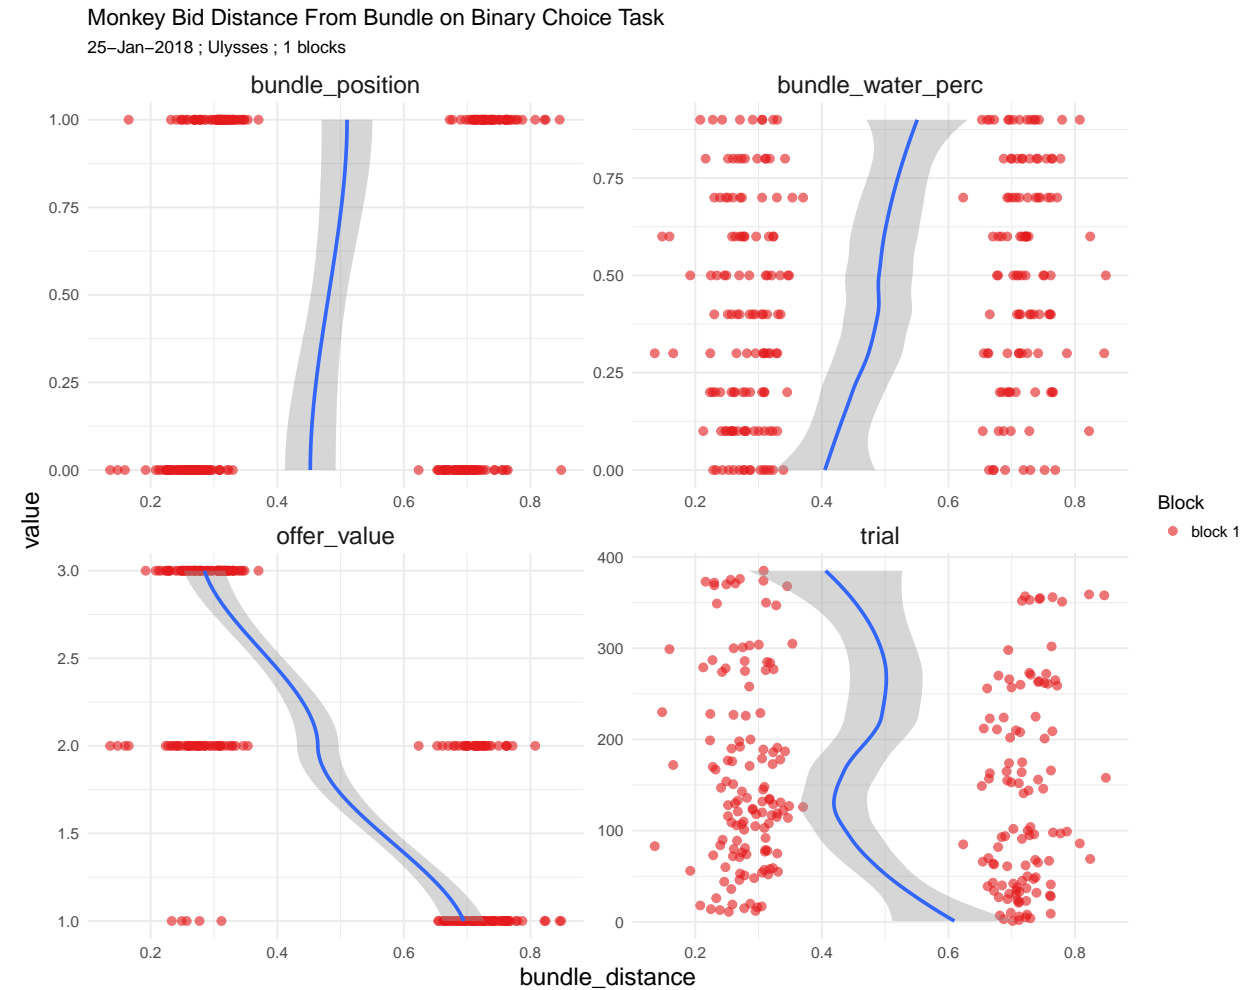 Monkey Bid Distance From Bundle on Binary Choice Task
25−Jan−2018 ; Ulysses ; 1 blocks
bundle_position
bundle_water_perc
1.00
0.75
0.50
0.25
0.00
0.2 0.4 0.6 0.8
0.75
0.50
0.25
0.00
0.2 0.4 0.6 0.8
offer_value
trial
3.0
2.5
2.0
1.5
1.0
0.2 0.4 0.6 0.8
400
300
200
100
0
0.2 0.4 0.6 0.8
value
bundle_distance
Block
block 1